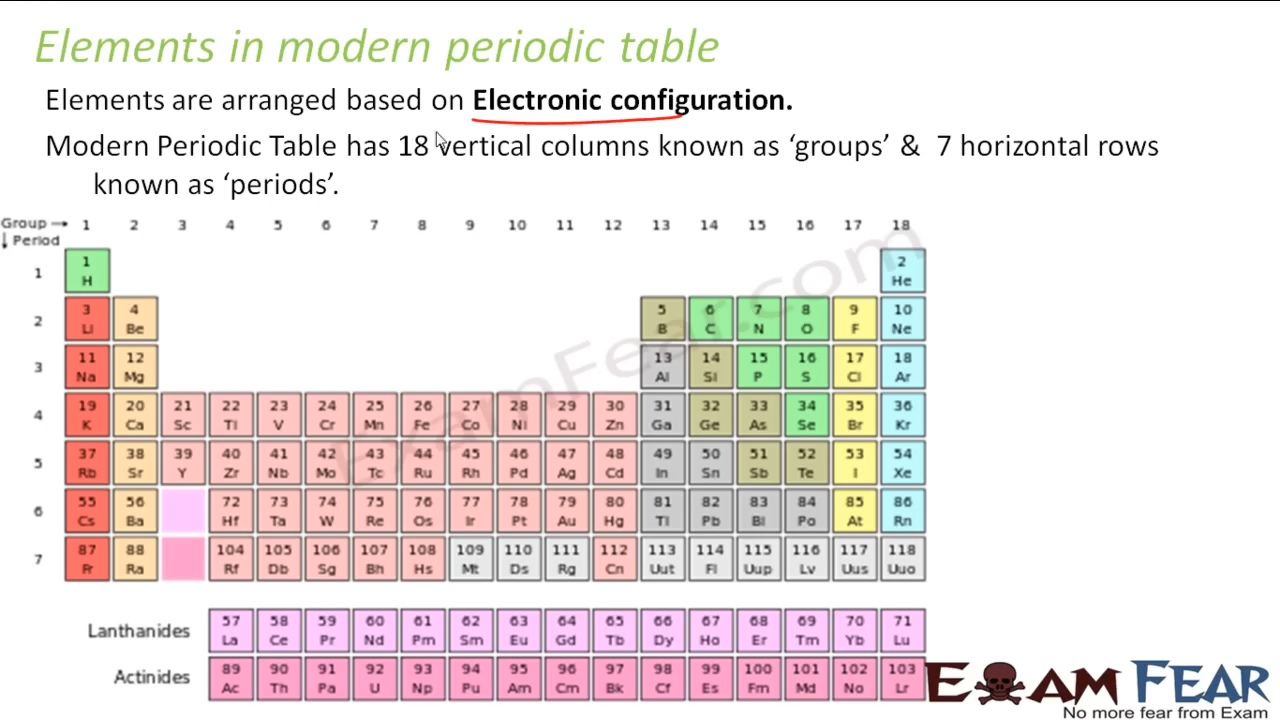 Elements in modern periodic table
Elements are arranged based on Electronic configuration.
Modern Periodic Table has 18 vertical columns known as ‘groups’ & 7 horizontal rows
known as ‘periods’.
Group → 1 2 3 4 5 6 7 8 9 10 11 12 13 14 15 16 17 18
↓ Period
1 1 2
H He
2 3 4 5 6 7 8 9 10
Li Be B C N O F Ne
3 11 12 13 14 15 16 17 18
Na Mg Al Si P S Cl Ar
4 19 20 21 22 23 24 25 26 27 28 29 30 31 32 33 34 35 36
K Ca Sc Ti V Cr Mn Fe Co Ni Cu Zn Ga Ge As Se Br Kr
5 37 38 39 40 41 42 43 44 45 46 47 48 49 50 51 52 53 54
Rb Sr Y Zr Nb Mo Tc Ru Rh Pd Ag Cd In Sn Sb Te I Xe
6 55 56 72 73 74 75 76 77 78 79 80 81 82 83 84 85 86
Cs Ba Hf Ta W Re Os Ir Pt Au Hg Tl Pb Bi Po At Rn
7 87 88 104 105 106 107 108 109 110 111 112 113 114 115 116 117 118
Fr Ra Rf Db Sg Bh Hs Mt Ds Rg Cn Uut Fl Uup Lv Uus Uuo
Lanthanides 57 58 59 60 61 62 63 64 65 66 67 68 69 70 71
La Ce Pr Nd Pm Sm Eu Gd Tb Dy Ho Er Tm Yb Lu
Actinides 89 90 91 92 93 94 95 96 97 98 99 100 101 102 103
Ac Th Pa U Np Pu Am Cm Bk Cf Es Fm Md No Lr
ExamFear.com
EXAM FEAR
No more fear from Exam